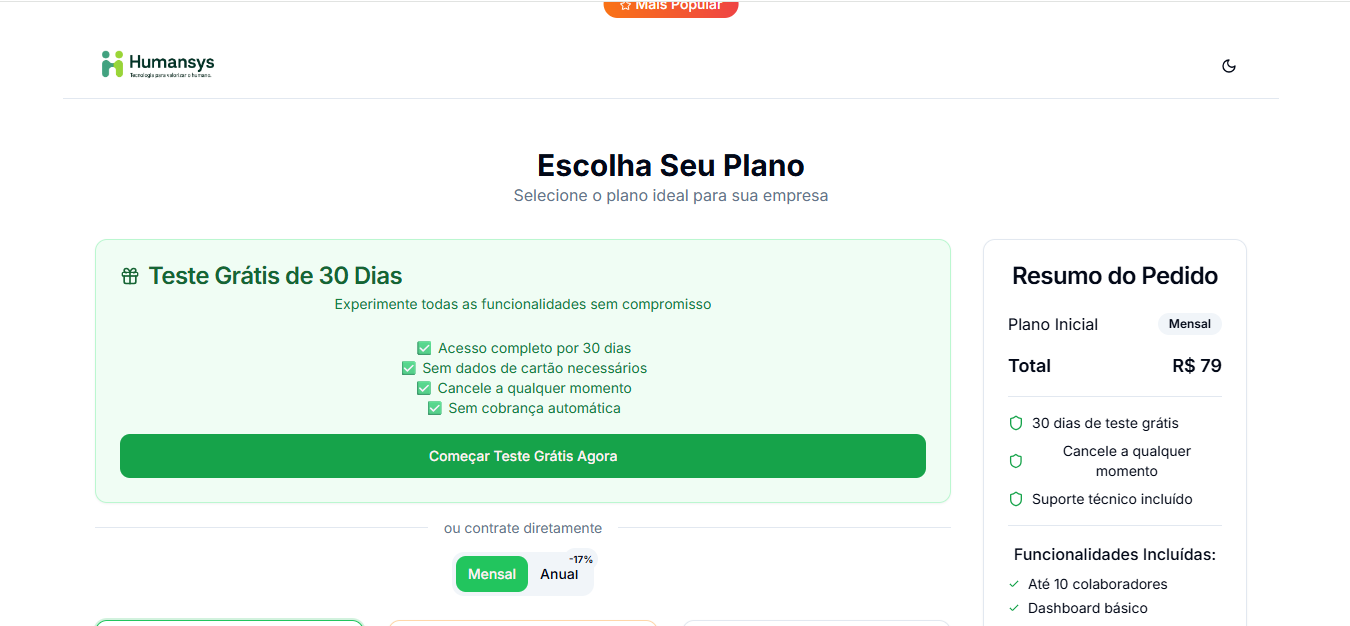 Mais Popular
Humansys
Tecnologia para valorizar o humano.
Escolha Seu Plano
Selecione o plano ideal para sua empresa
Teste Grátis de 30 Dias
Experimente todas as funcionalidades sem compromisso
Acesso completo por 30 dias
Sem dados de cartão necessários
Cancele a qualquer momento
Sem cobrança automática
Começar Teste Grátis Agora
ou contrate diretamente
Mensal
Anual
-17%
Resumo do Pedido
Plano Inicial
Mensal
Total
R$ 79
30 dias de teste grátis
Cancele a qualquer
momento
Suporte técnico incluído
Funcionalidades Incluídas:
Até 10 colaboradores
Dashboard básico